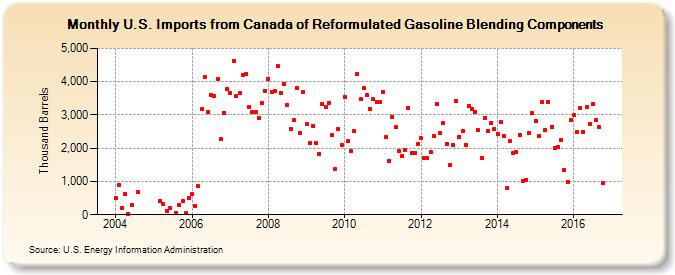 Monthly U.S. Imports from Canada of Reformulated Gasoline Blending Components
Thousand Barrels
5,000
4,000
3,000
2,000
1,000
0
2004 2006 2008 2010 2012 2014 2016
Source: U.S. Energy Information Administration